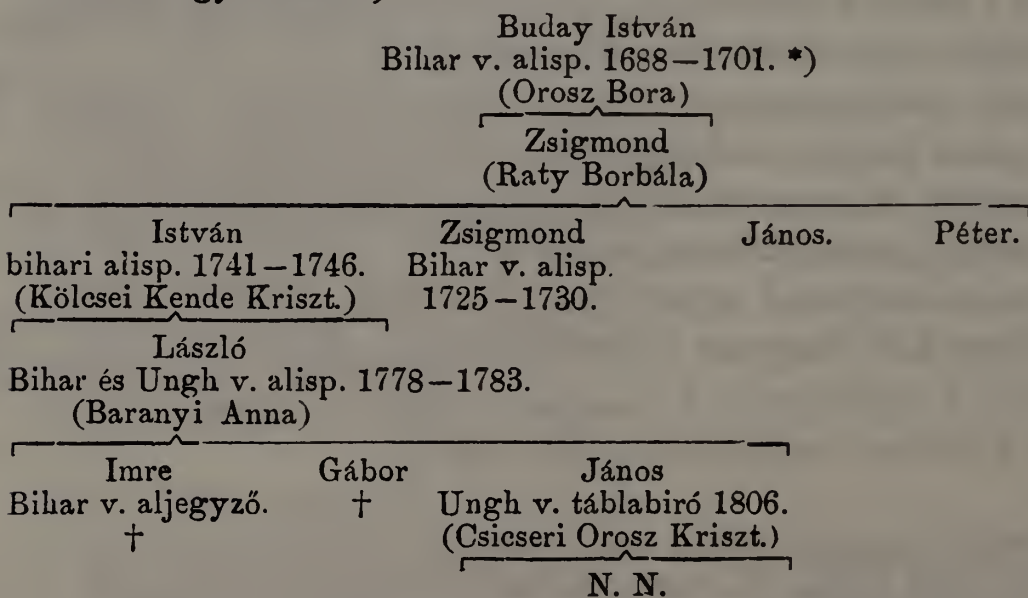 Buday István
Bihar v. alisp. 1688–1701. *)
(Orosz Bora)
Zsigmond
(Raty Borbála)
István Zsigmond János. Péter.
bihari alisp. 1741–1746. Bihar v. alisp.
(Kölcsei Kende Kriszt.) 1725–1730.
László
Bihar és Ungh v. alisp. 1778–1783.
(Baranyi Anna)
Imre Gábor János
Bihar v. aljegyző. † Ungh v. táblabiró 1806.
† (Csicseri Orosz Kriszt.)
N. N.